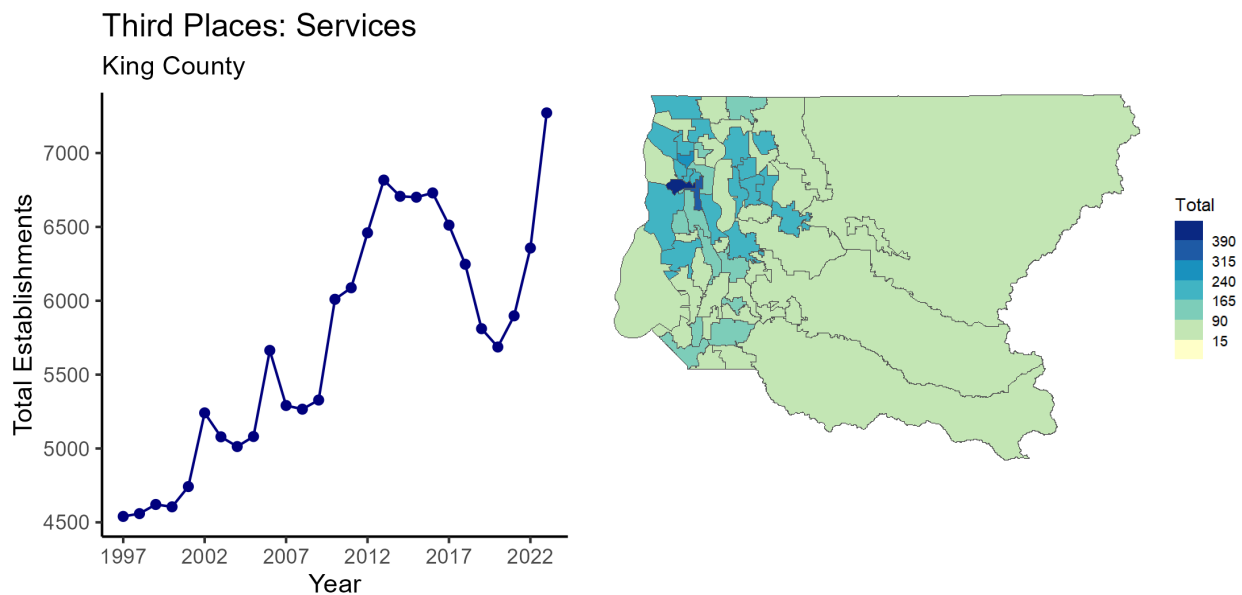 Third Places: Services
King County
Total Establishments
7000
6500
6000
5500
5000
4500
1997 2002 2007 2012 2017 2022
Year
Total
390
315
240
165
90
15